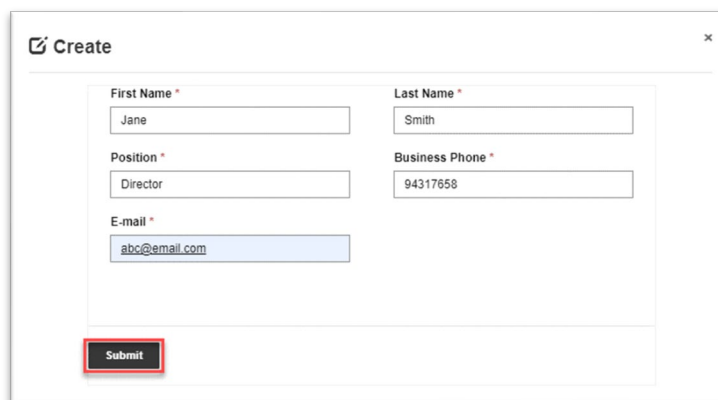 Create
×
First Name * Last Name *
Jane Smith
Position * Business Phone *
Director 94317658
E-mail *
abc@email.com
Submit